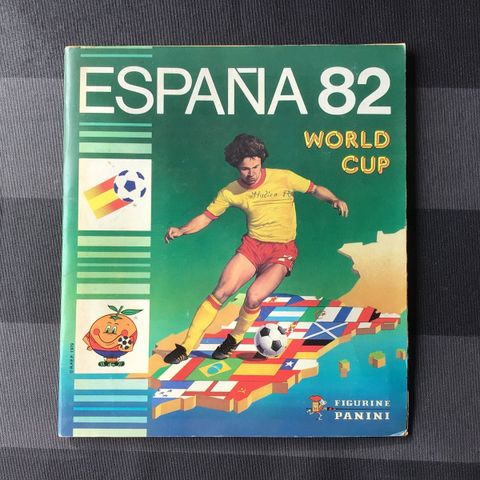 ESPAÑA 82
WORLD
CUP
FIGURINE
PANINI